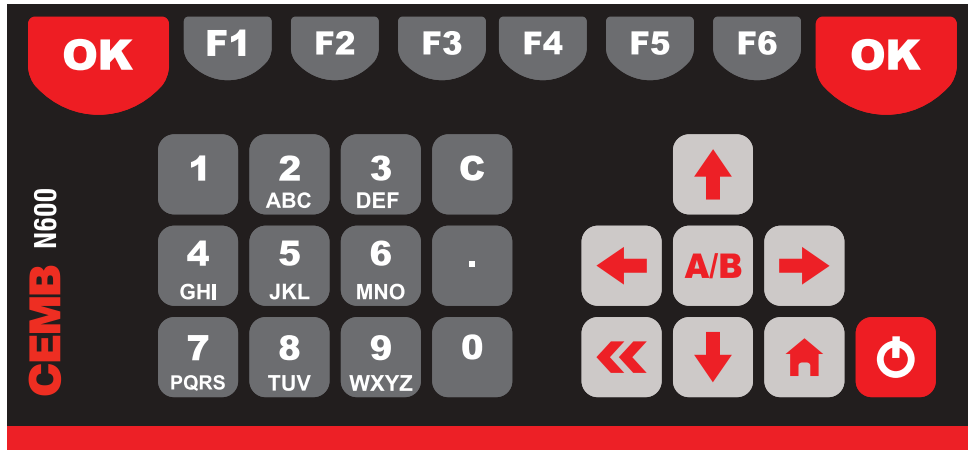 OK F1 F2 F3 F4 F5 F6 OK
1 2 3 C
ABC DEF
4 5 6 .
GHI JKL MNO
A/B
7 8 9 0
PQRS TUV WXYZ
CEMB N600